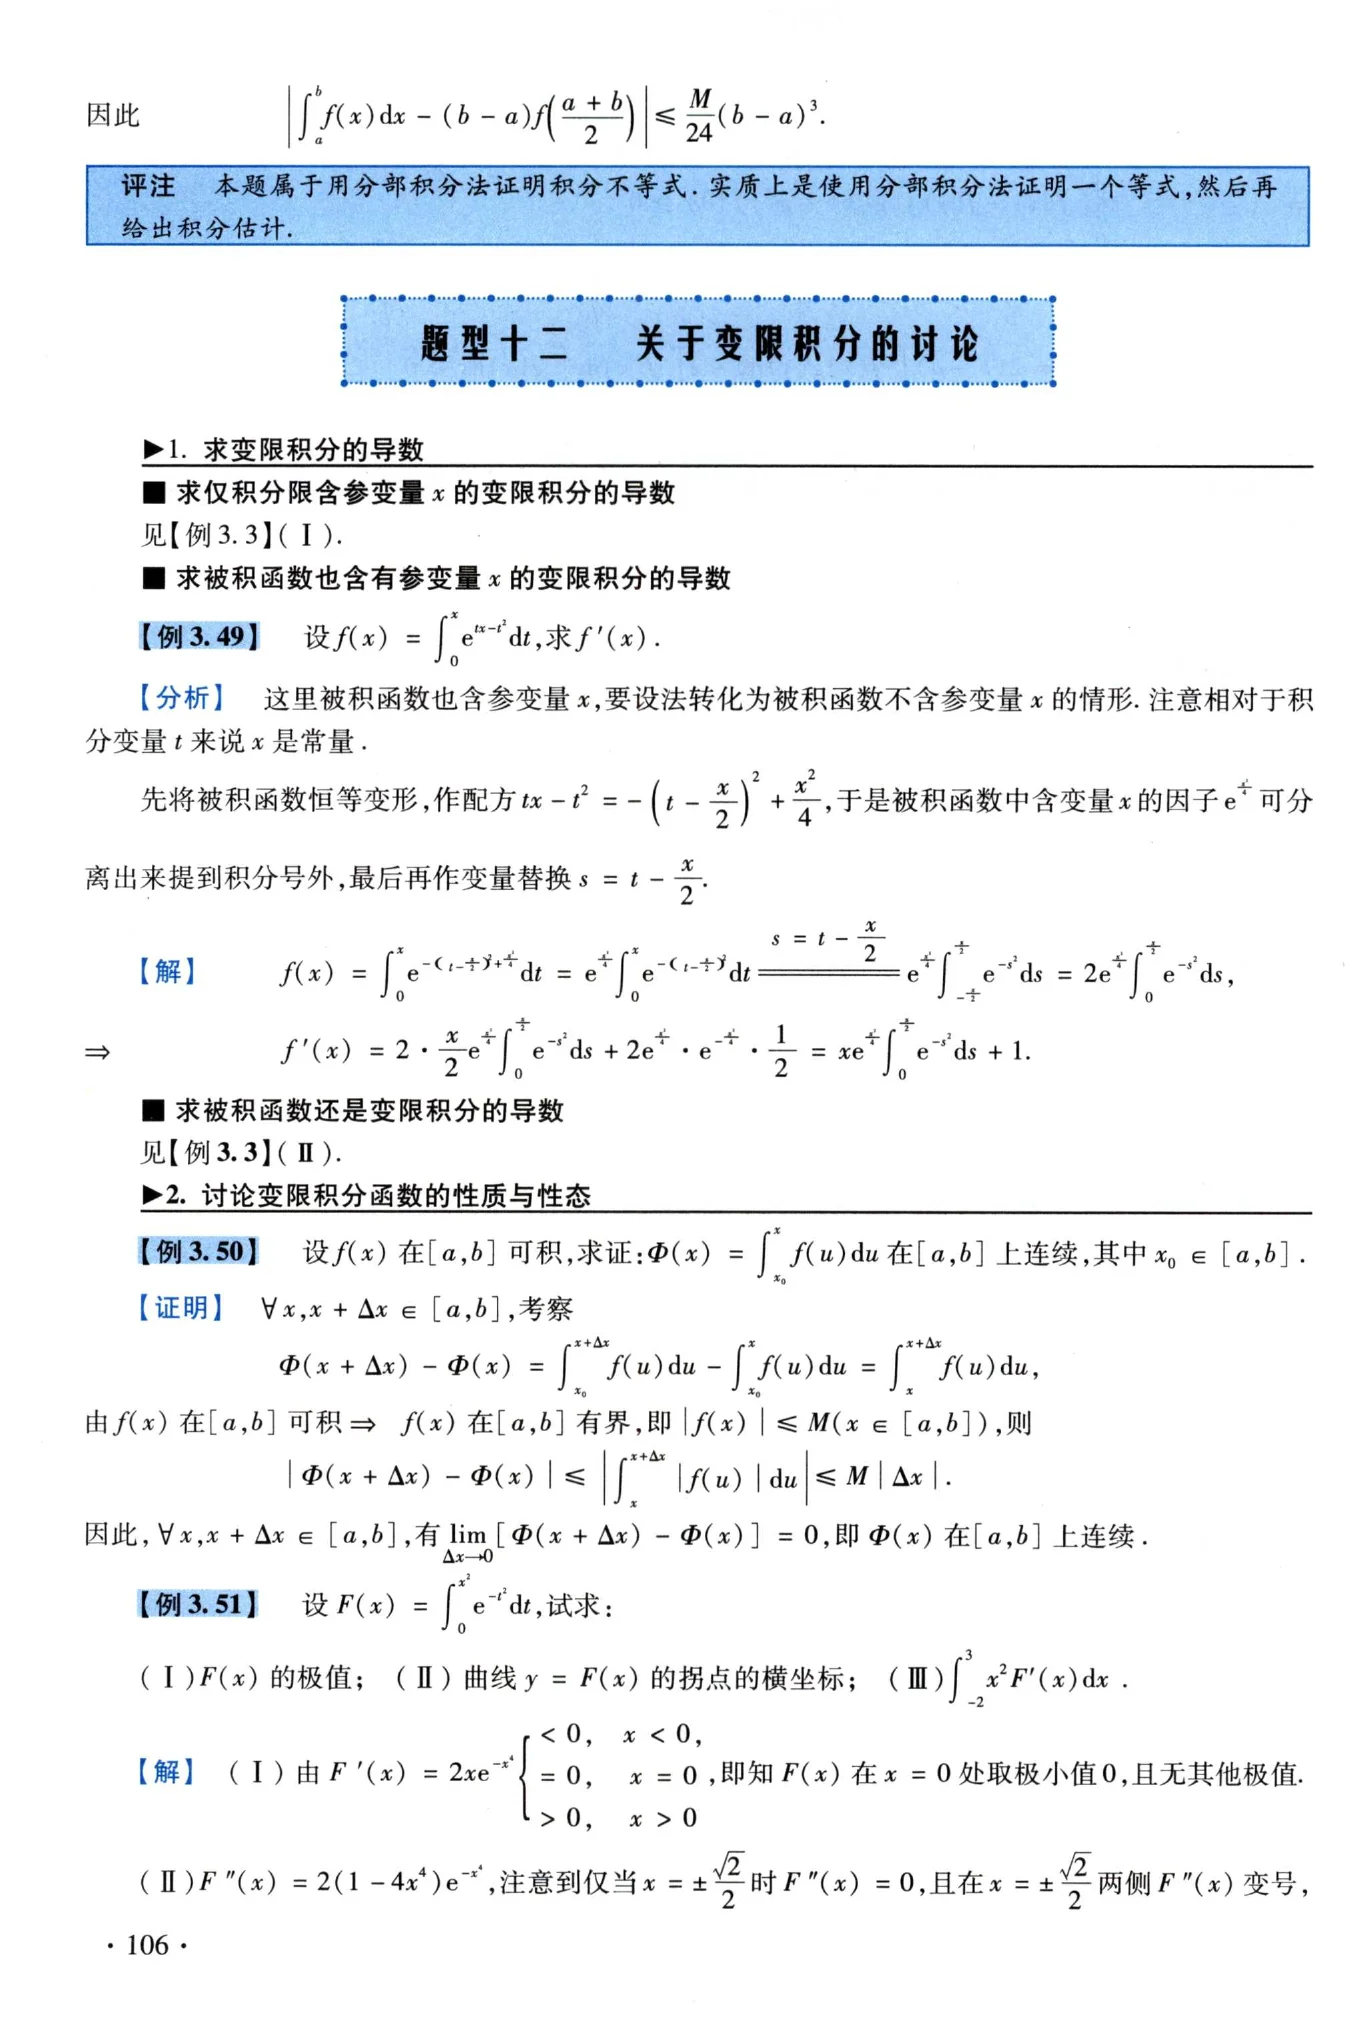 因此 $\left|\int_a^b f(x)dx-(b-a)f\left(\frac{a+b}{2}\right)\right|\leq\frac{M}{24}(b-a)^3.$
评注 本题属于用分部积分法证明积分不等式.实质上是使用分部积分法证明一个等式,然后再
给出积分估计.
题型十二 关于变限积分的讨论
▶1. 求变限积分的导数
■ 求仅积分限含参变量 x 的变限积分的导数
见【例3.3】(Ⅰ).
■ 求被积函数也含有参变量 x 的变限积分的导数
【例3.49】 设 $f(x)=\int_0^x e^{tx-t^2}dt$,求 $f'(x)$.
【分析】 这里被积函数也含参变量 x,要设法转化为被积函数不含参变量 x 的情形.注意相对于积
分变量 t 来说 x 是常量.
先将被积函数恒等变形,作配方 $tx-t^2=-\left(t-\frac{x}{2}\right)^2+\frac{x^2}{4}$,于是被积函数中含变量 x 的因子 $e^{\frac{x^2}{4}}$ 可分
离出来提到积分号外,最后再作变量替换 $s=t-\frac{x}{2}$.
【解】 $f(x)=\int_0^x e^{-(t-\frac{x}{2})^2+\frac{x^2}{4}}dt=e^{\frac{x^2}{4}}\int_0^x e^{-(t-\frac{x}{2})^2}dt\xlongequal{s=t-\frac{x}{2}}e^{\frac{x^2}{4}}\int_{-\frac{x}{2}}^{\frac{x}{2}}e^{-s^2}ds=2e^{\frac{x^2}{4}}\int_0^{\frac{x}{2}}e^{-s^2}ds,$
⇒ $f'(x)=2\cdot\frac{x}{2}e^{\frac{x^2}{4}}\int_0^{\frac{x}{2}}e^{-s^2}ds+2e^{\frac{x^2}{4}}\cdot e^{-\frac{x^2}{4}}\cdot\frac{1}{2}=xe^{\frac{x^2}{4}}\int_0^{\frac{x}{2}}e^{-s^2}ds+1.$
■ 求被积函数还是变限积分的导数
见【例3.3】(Ⅱ).
▶2. 讨论变限积分函数的性质与性态
【例3.50】 设 $f(x)$ 在 $[a,b]$ 可积,求证:$\Phi(x)=\int_{x_0}^x f(u)du$ 在 $[a,b]$ 上连续,其中 $x_0\in[a,b]$.
【证明】 $\forall x,x+\Delta x\in[a,b]$,考察
$\Phi(x+\Delta x)-\Phi(x)=\int_{x_0}^{x+\Delta x}f(u)du-\int_{x_0}^x f(u)du=\int_x^{x+\Delta x}f(u)du,$
由 $f(x)$ 在 $[a,b]$ 可积 ⇒ $f(x)$ 在 $[a,b]$ 有界,即 $|f(x)|\leq M(x\in[a,b])$,则
$|\Phi(x+\Delta x)-\Phi(x)|\leq\left|\int_x^{x+\Delta x}|f(u)|du\right|\leq M|\Delta x|.$
因此,$\forall x,x+\Delta x\in[a,b]$,有 $\lim_{\Delta x\to 0}[\Phi(x+\Delta x)-\Phi(x)]=0$,即 $\Phi(x)$ 在 $[a,b]$ 上连续.
【例3.51】 设 $F(x)=\int_0^{x^2}e^{-t^2}dt$,试求:
(Ⅰ)$F(x)$ 的极值; (Ⅱ)曲线 $y=F(x)$ 的拐点的横坐标; (Ⅲ)$\int_{-2}^3 x^2F'(x)dx$.
【解】 (Ⅰ)由 $F'(x)=2xe^{-x^4}\begin{cases}<0, & x<0,\\=0, & x=0\\>0, & x>0\end{cases}$,即知 $F(x)$ 在 $x=0$ 处取极小值0,且无其他极值.
(Ⅱ)$F''(x)=2(1-4x^4)e^{-x^4}$,注意到仅当 $x=\pm\frac{\sqrt{2}}{2}$ 时 $F''(x)=0$,且在 $x=\pm\frac{\sqrt{2}}{2}$ 两侧 $F''(x)$ 变号,
· 106 ·